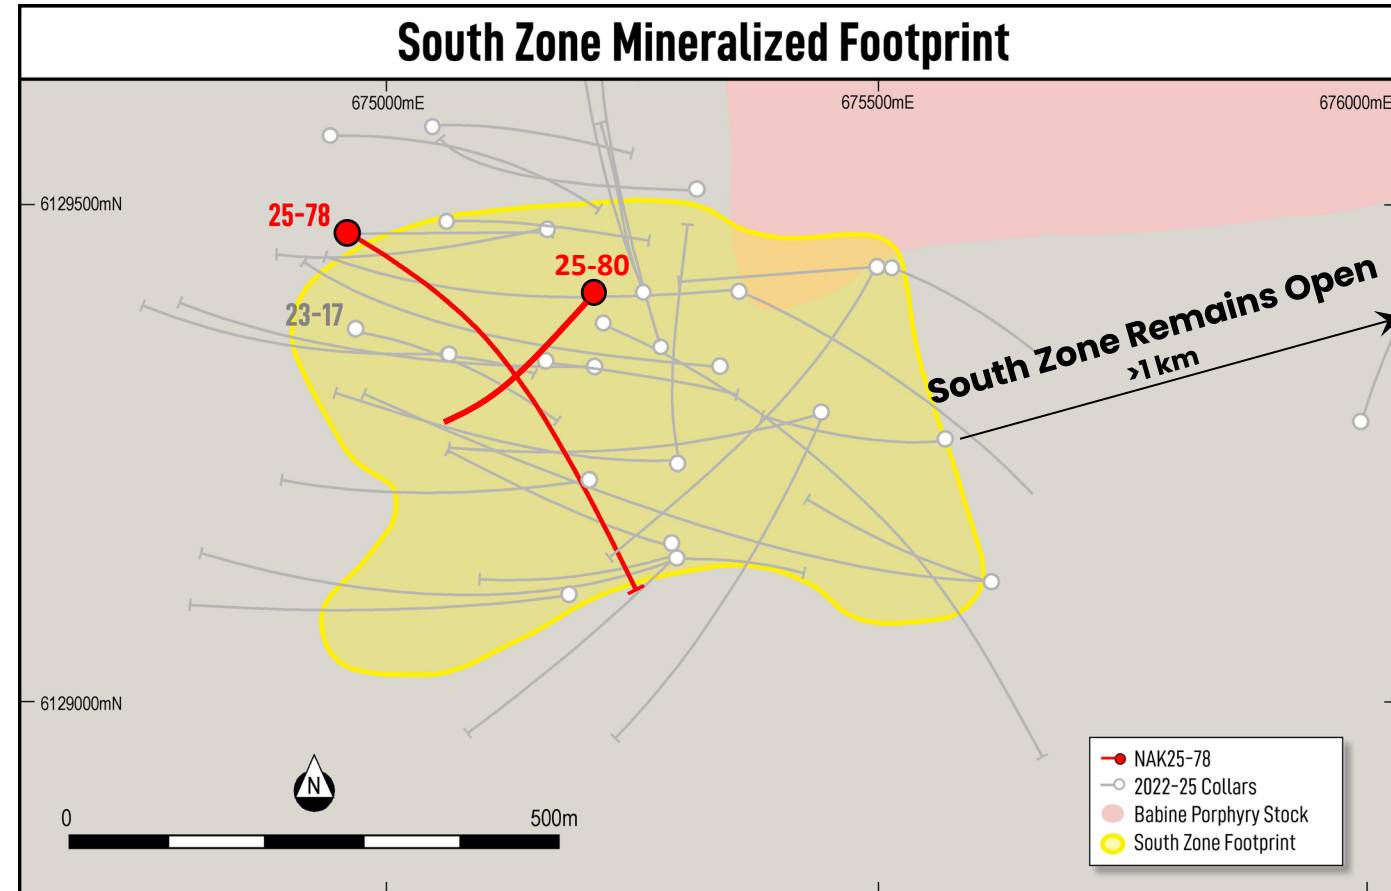 South Zone Mineralized Footprint
675000mE
675500mE
676000mE
6129500mN
25-78
25-80
23-17
South Zone Remains Open
>1 km
6129000mN
N
0
500m
NAK25-78
2022-25 Collars
Babine Porphyry Stock
South Zone Footprint